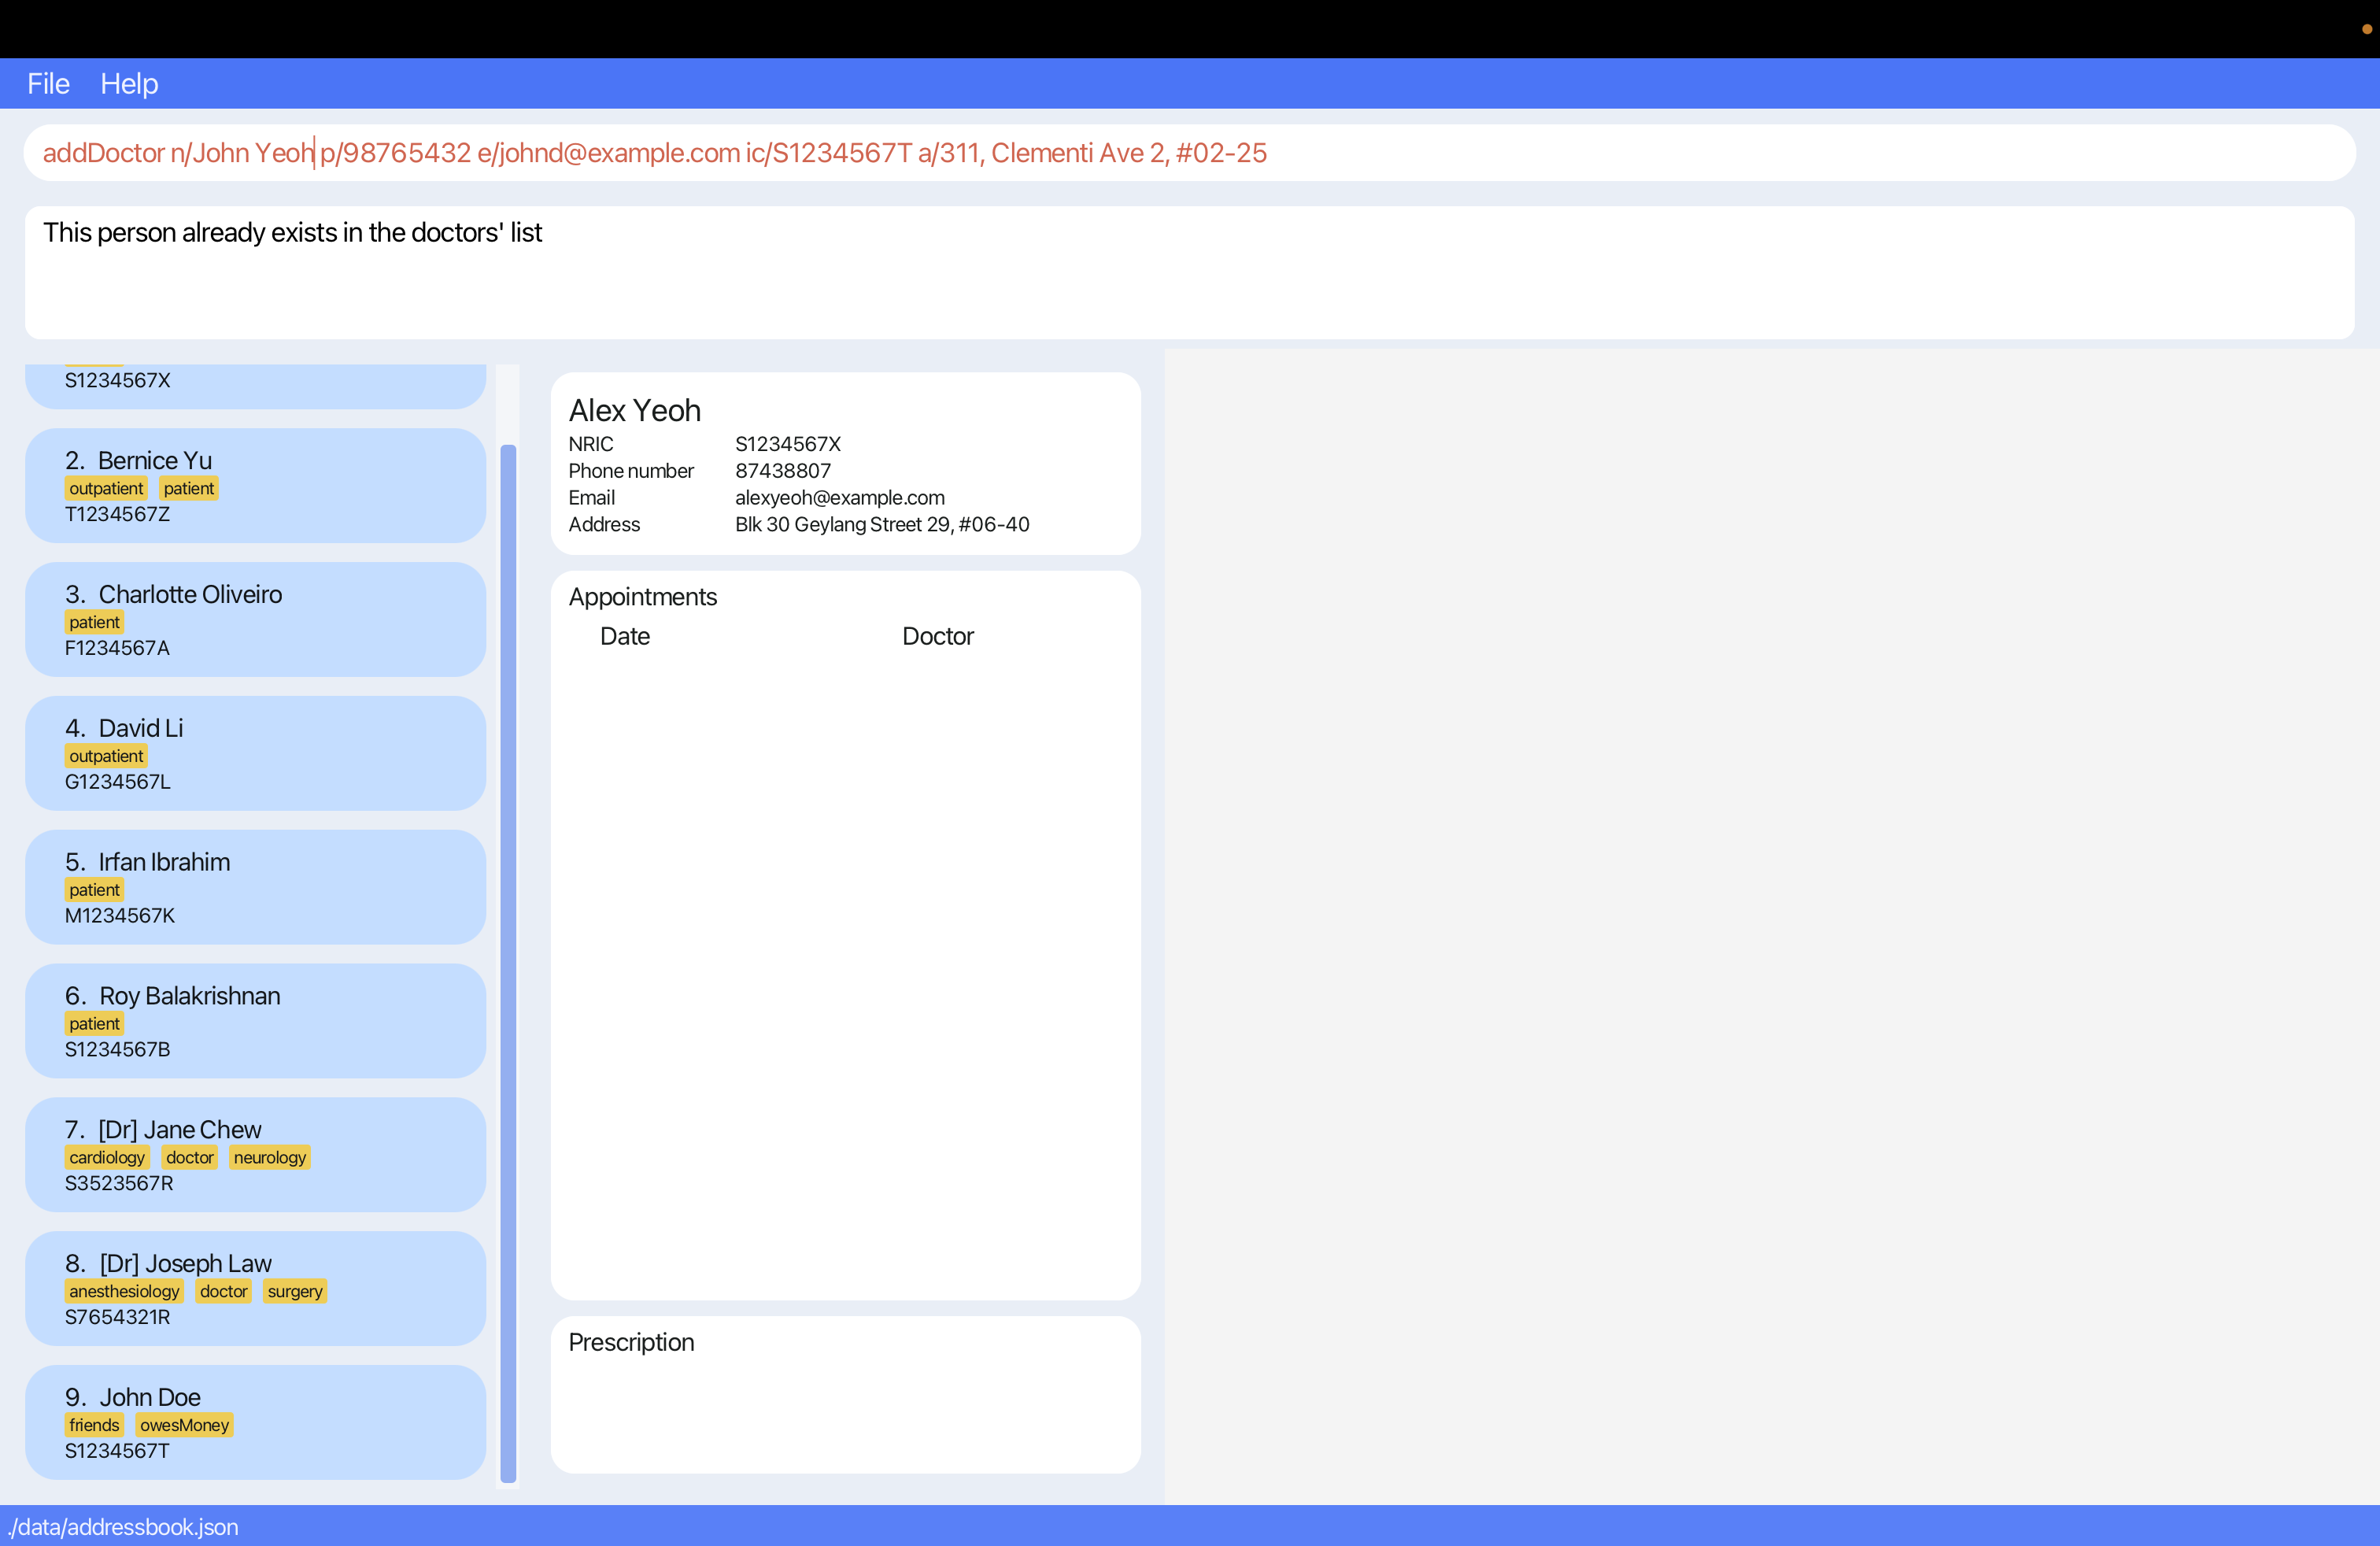 File Help
addDoctor n/John Yeoh p/98765432 e/johnd@example.com ic/S1234567T a/311, Clementi Ave 2, #02-25
This person already exists in the doctors' list
S1234567X
2. Bernice Yu
outpatient patient
T1234567Z
3. Charlotte Oliveiro
patient
F1234567A
4. David Li
outpatient
G1234567L
5. Irfan Ibrahim
patient
M1234567K
6. Roy Balakrishnan
patient
S1234567B
7. [Dr] Jane Chew
cardiology doctor neurology
S3523567R
8. [Dr] Joseph Law
anesthesiology doctor surgery
S7654321R
9. John Doe
friends owesMoney
S1234567T
Alex Yeoh
NRIC S1234567X
Phone number 87438807
Email alexyeoh@example.com
Address Blk 30 Geylang Street 29, #06-40
Appointments
Date Doctor
Prescription
./data/addressbook.json